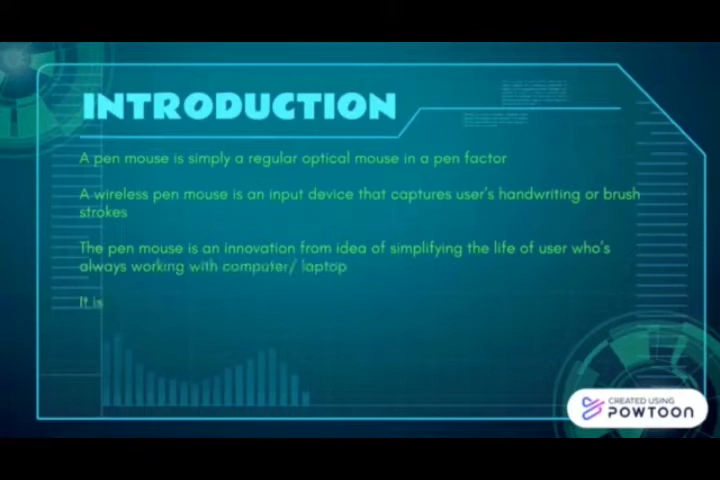 INTRODUCTION
A pen mouse is simply a regular optical mouse in a pen factor
A wireless pen mouse is an input device that captures user's handwriting or brush
strokes
The pen mouse is an innovation from idea of simplifying the life of user who's
always working with computer/ laptop
It is
CREATED USING
POWTOON